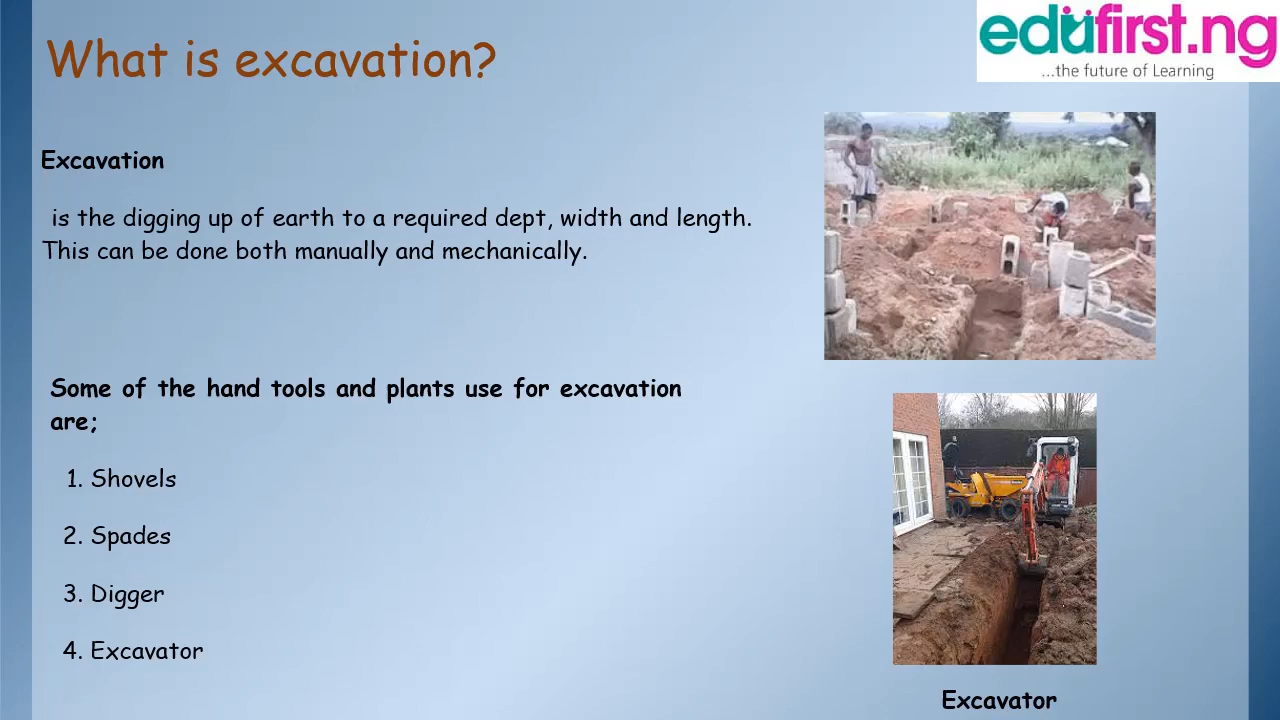 What is excavation?
edufirst.ng
...the future of Learning
Excavation
is the digging up of earth to a required dept, width and length.
This can be done both manually and mechanically.
Some of the hand tools and plants use for excavation
are;
1. Shovels
2. Spades
3. Digger
4. Excavator
Excavator